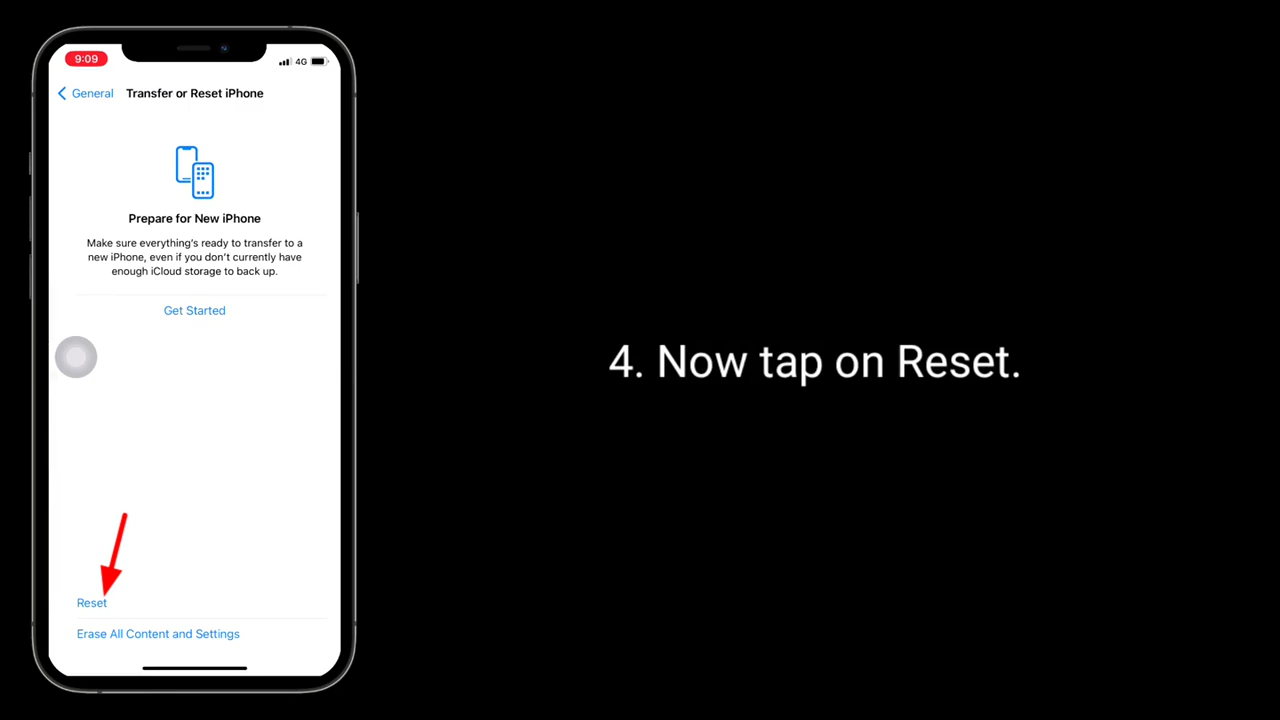 9:09
4G
General
Transfer or Reset iPhone
Prepare for New iPhone
Make sure everything's ready to transfer to a
new iPhone, even if you don't currently have
enough iCloud storage to back up.
Get Started
4. Now tap on Reset.
Reset
Erase All Content and Settings